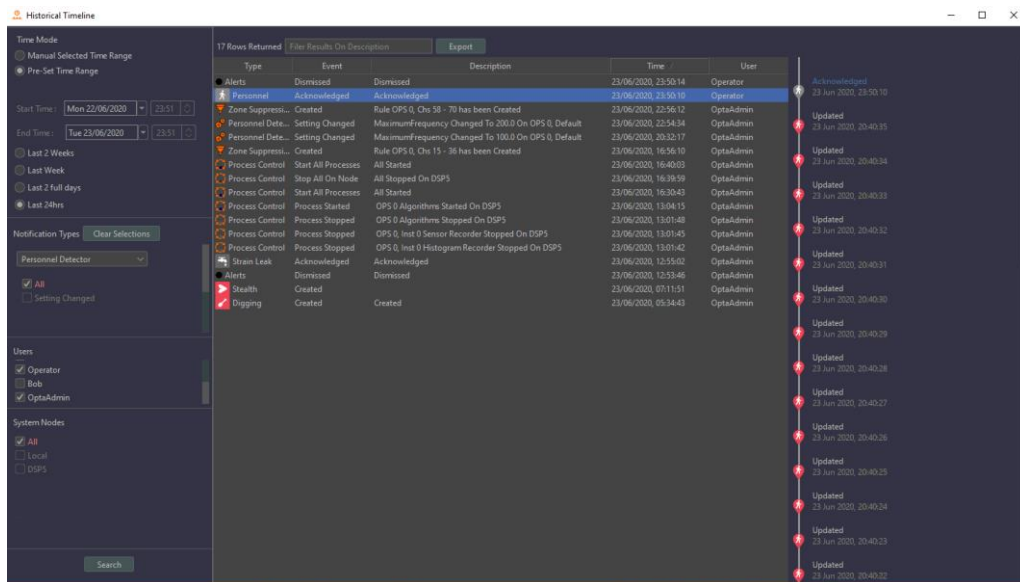 Historical Timeline
Time Mode
Manual Selected Time Range
Pre-Set Time Range
Start Time: Mon 22/06/2020 23:51
End Time: Tue 23/06/2020 23:51
Last 2 Weeks
Last Week
Last 2 full days
Last 24hrs
Notification Types Clear Selections
Personnel Detector
All
Setting Changed
Users
Operator
Bob
OptaAdmin
System Nodes
All
Local
DSP5
Search
17 Rows Returned Filer Results On Description Export
Type Event Description Time User
Alerts Dismissed Dismissed 23/06/2020, 23:50:14 Operator
Personnel Acknowledged Acknowledged 23/06/2020, 23:50:10 Operator
Zone Suppressi... Created Rule OPS 0, Chs 58 - 70 has been Created 23/06/2020, 22:56:12 OptaAdmin
Personnel Dete... Setting Changed MaximumFrequency Changed To 200.0 On OPS 0, Default 23/06/2020, 22:54:34 OptaAdmin
Personnel Dete... Setting Changed MaximumFrequency Changed To 100.0 On OPS 0, Default 23/06/2020, 20:32:17 OptaAdmin
Zone Suppressi... Created Rule OPS 0, Chs 15 - 36 has been Created 23/06/2020, 16:56:10 OptaAdmin
Process Control Start All Processes All Started 23/06/2020, 16:40:03 OptaAdmin
Process Control Stop All On Node All Stopped On DSP5 23/06/2020, 16:39:59 OptaAdmin
Process Control Start All Processes All Started 23/06/2020, 16:30:43 OptaAdmin
Process Control Process Started OPS 0 Algorithms Started On DSP5 23/06/2020, 13:04:15 OptaAdmin
Process Control Process Stopped OPS 0 Algorithms Stopped On DSP5 23/06/2020, 13:01:48 OptaAdmin
Process Control Process Stopped OPS 0, Inst 0 Sensor Recorder Stopped On DSP5 23/06/2020, 13:01:45 OptaAdmin
Process Control Process Stopped OPS 0, Inst 0 Histogram Recorder Stopped On DSP5 23/06/2020, 13:01:42 OptaAdmin
Strain Leak Acknowledged Acknowledged 23/06/2020, 12:55:02 OptaAdmin
Alerts Dismissed Dismissed 23/06/2020, 12:53:46 OptaAdmin
Stealth Created 23/06/2020, 07:11:51 OptaAdmin
Digging Created Created 23/06/2020, 05:34:43 OptaAdmin
Acknowledged
23 Jun 2020, 23:50:10
Updated
23 Jun 2020, 20:40:35
Updated
23 Jun 2020, 20:40:34
Updated
23 Jun 2020, 20:40:33
Updated
23 Jun 2020, 20:40:32
Updated
23 Jun 2020, 20:40:31
Updated
23 Jun 2020, 20:40:30
Updated
23 Jun 2020, 20:40:29
Updated
23 Jun 2020, 20:40:28
Updated
23 Jun 2020, 20:40:27
Updated
23 Jun 2020, 20:40:26
Updated
23 Jun 2020, 20:40:25
Updated
23 Jun 2020, 20:40:24
Updated
23 Jun 2020, 20:40:23
Updated
23 Jun 2020, 20:40:22